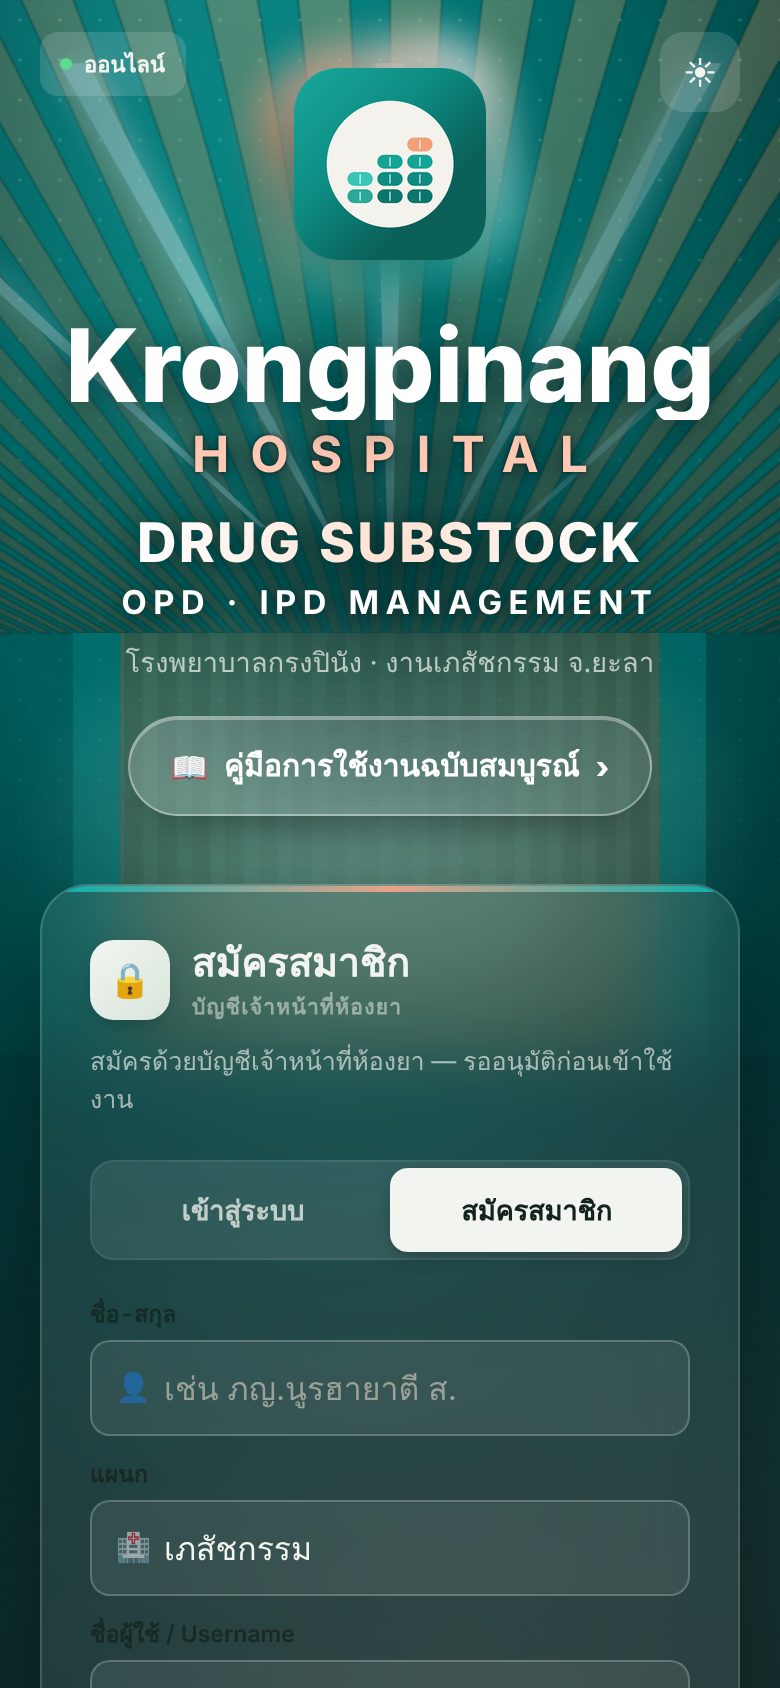 ออนไลน์
Krongpinang
HOSPITAL
DRUG SUBSTOCK
OPD · IPD MANAGEMENT
โรงพยาบาลกรงปินัง · งานเภสัชกรรม จ.ยะลา
คู่มือการใช้งานฉบับสมบูรณ์ ›
สมัครสมาชิก
บัญชีเจ้าหน้าที่ห้องยา
สมัครด้วยบัญชีเจ้าหน้าที่ห้องยา — รออนุมัติก่อนเข้าใช้
งาน
เข้าสู่ระบบ สมัครสมาชิก
ชื่อ-สกุล
เช่น ภญ.นูรฮายาตี ส.
แผนก
เภสัชกรรม
ชื่อผู้ใช้ / Username